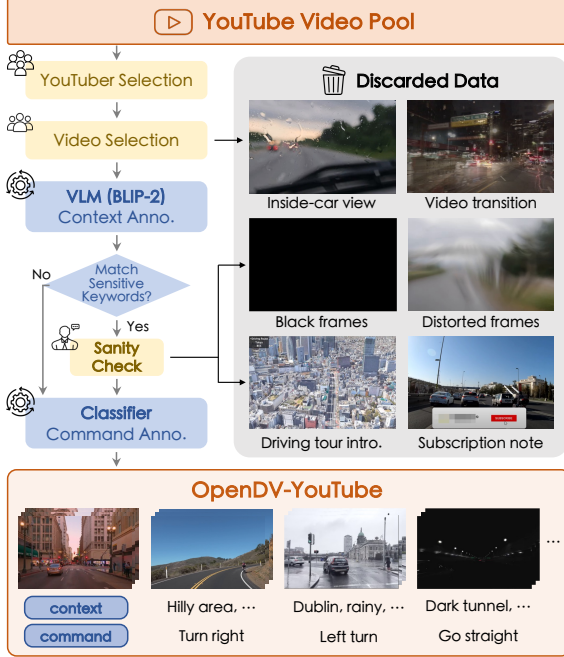 YouTube Video Pool
YouTuber Selection
Video Selection
VLM (BLIP-2)
Context Anno.
Match
Sensitive
Keywords?
No
Yes
Sanity
Check
Classifier
Command Anno.
Discarded Data
Inside-car view
Video transition
Black frames
Distorted frames
Driving tour intro.
Subscription note
OpenDV-YouTube
context
Hilly area, ···
Dublin, rainy, ···
Dark tunnel, ···
···
command
Turn right
Left turn
Go straight